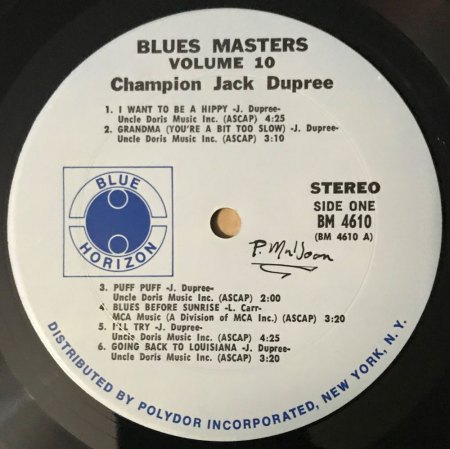 BLUES MASTERS
VOLUME 10
Champion Jack Dupree
1. I WANT TO BE A HIPPY -J. Dupree-
Uncle Doris Music Inc. (ASCAP) 4:25
2. GRANDMA (YOU'RE A BIT TOO SLOW) -J. Dupree-
Uncle Doris Music Inc. (ASCAP) 3:10
BLUE
HORIZON
STEREO
SIDE ONE
BM 4610
(BM 4610 A)
P.
3. PUFF PUFF -J. Dupree-
Uncle Doris Music Inc. (ASCAP) 2:00
4. BLUES BEFORE SUNRISE -L. Carr-
MCA Music (A Division of MCA Inc.) (ASCAP) 3:20
5. I'LL TRY -J. Dupree-
Uncle Doris Music Inc. (ASCAP) 4:25
6. GOING BACK TO LOUISIANA -J. Dupree-
Uncle Doris Music Inc. (ASCAP) 3:20
DISTRIBUTED BY POLYDOR INCORPORATED, NEW YORK, N. Y.